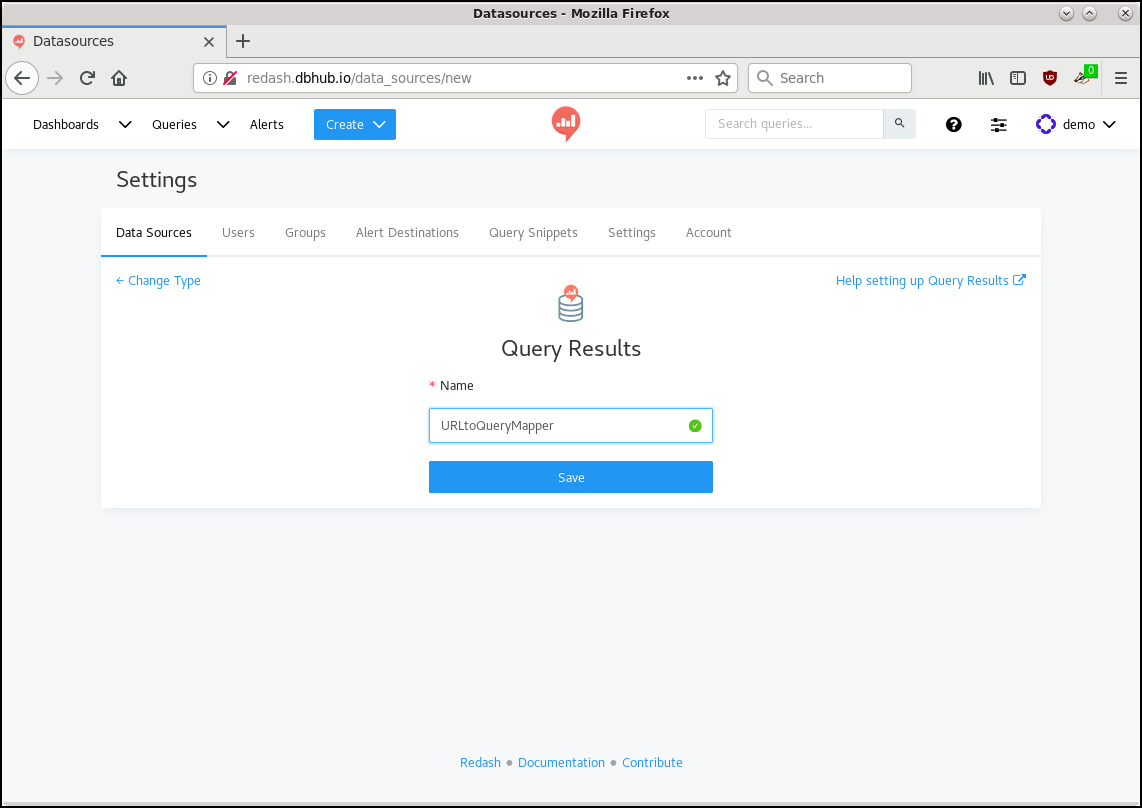 Datasources - Mozilla Firefox
Datasources
redash.dbhub.io/data_sources/new
Search
0
Dashboards
Queries
Alerts
Create
Search queries...
demo
Settings
Data Sources
Users
Groups
Alert Destinations
Query Snippets
Settings
Account
← Change Type
Help setting up Query Results
Query Results
* Name
URLtoQueryMapper
Save
Redash ● Documentation ● Contribute